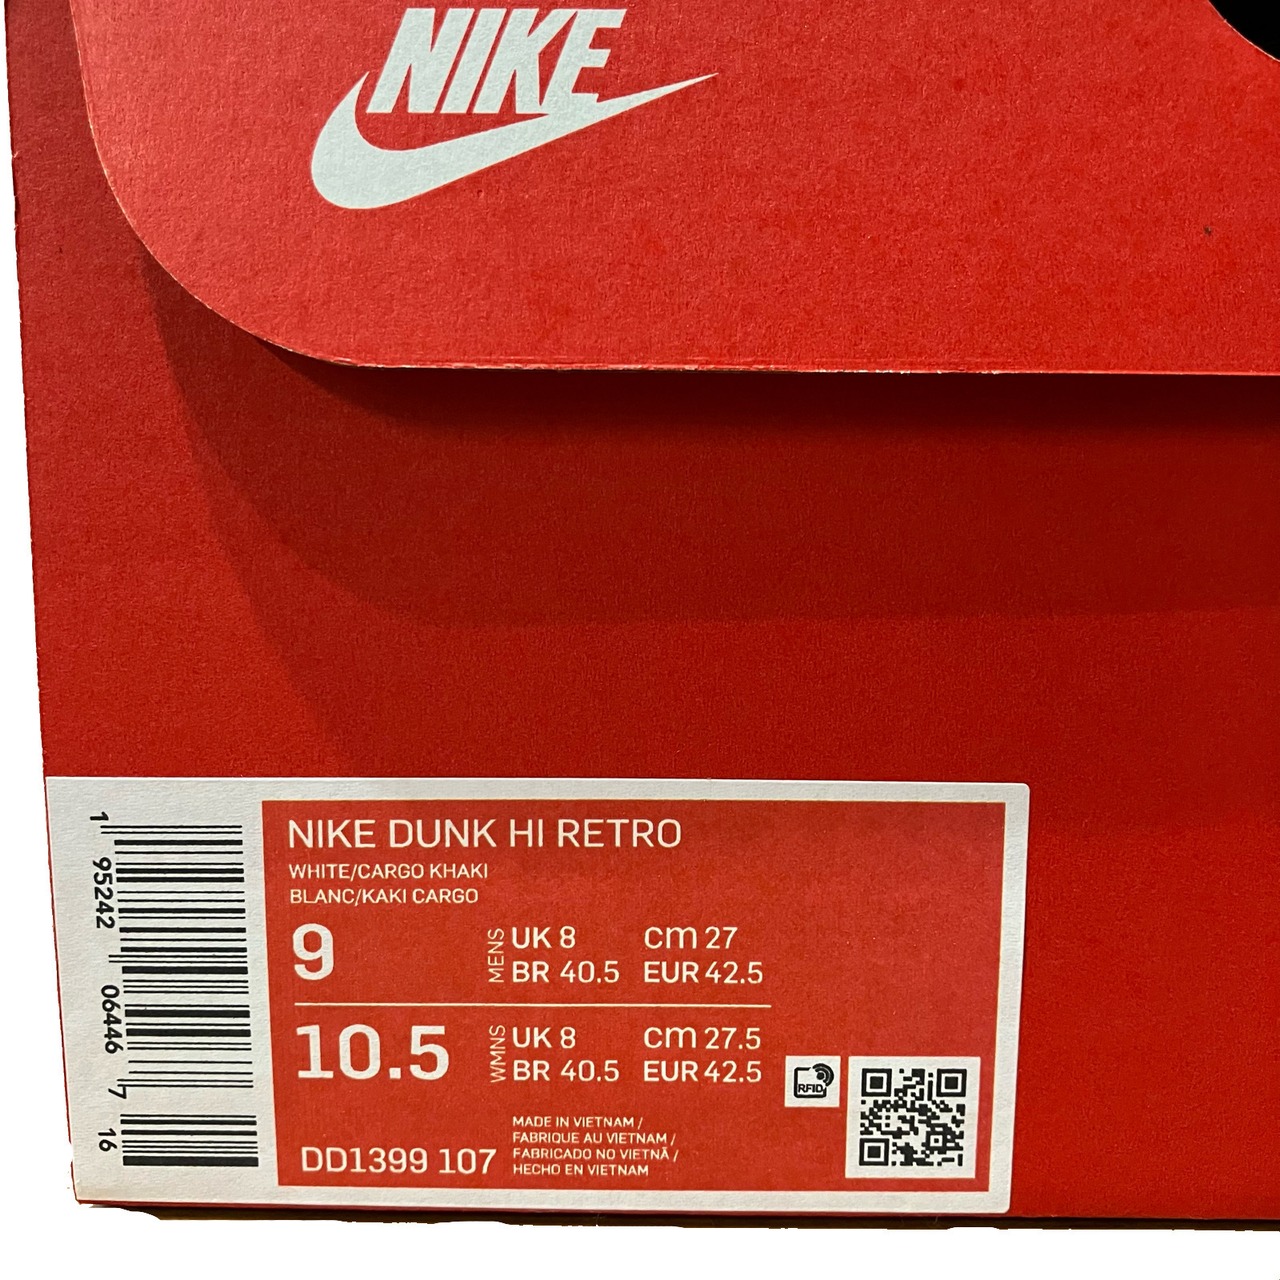 NIKE
NIKE DUNK HI RETRO
WHITE/CARGO KHAKI
BLANC/KAKI CARGO
9 MENS UK 8 cm 27
BR 40.5 EUR 42.5
10.5 WMNS UK 8 cm 27.5
BR 40.5 EUR 42.5
RFID
MADE IN VIETNAM /
FABRIQUE AU VIETNAM /
FABRICADO NO VIETNÃ /
HECHO EN VIETNAM
DD1399 107
1 95242 06446 7 16